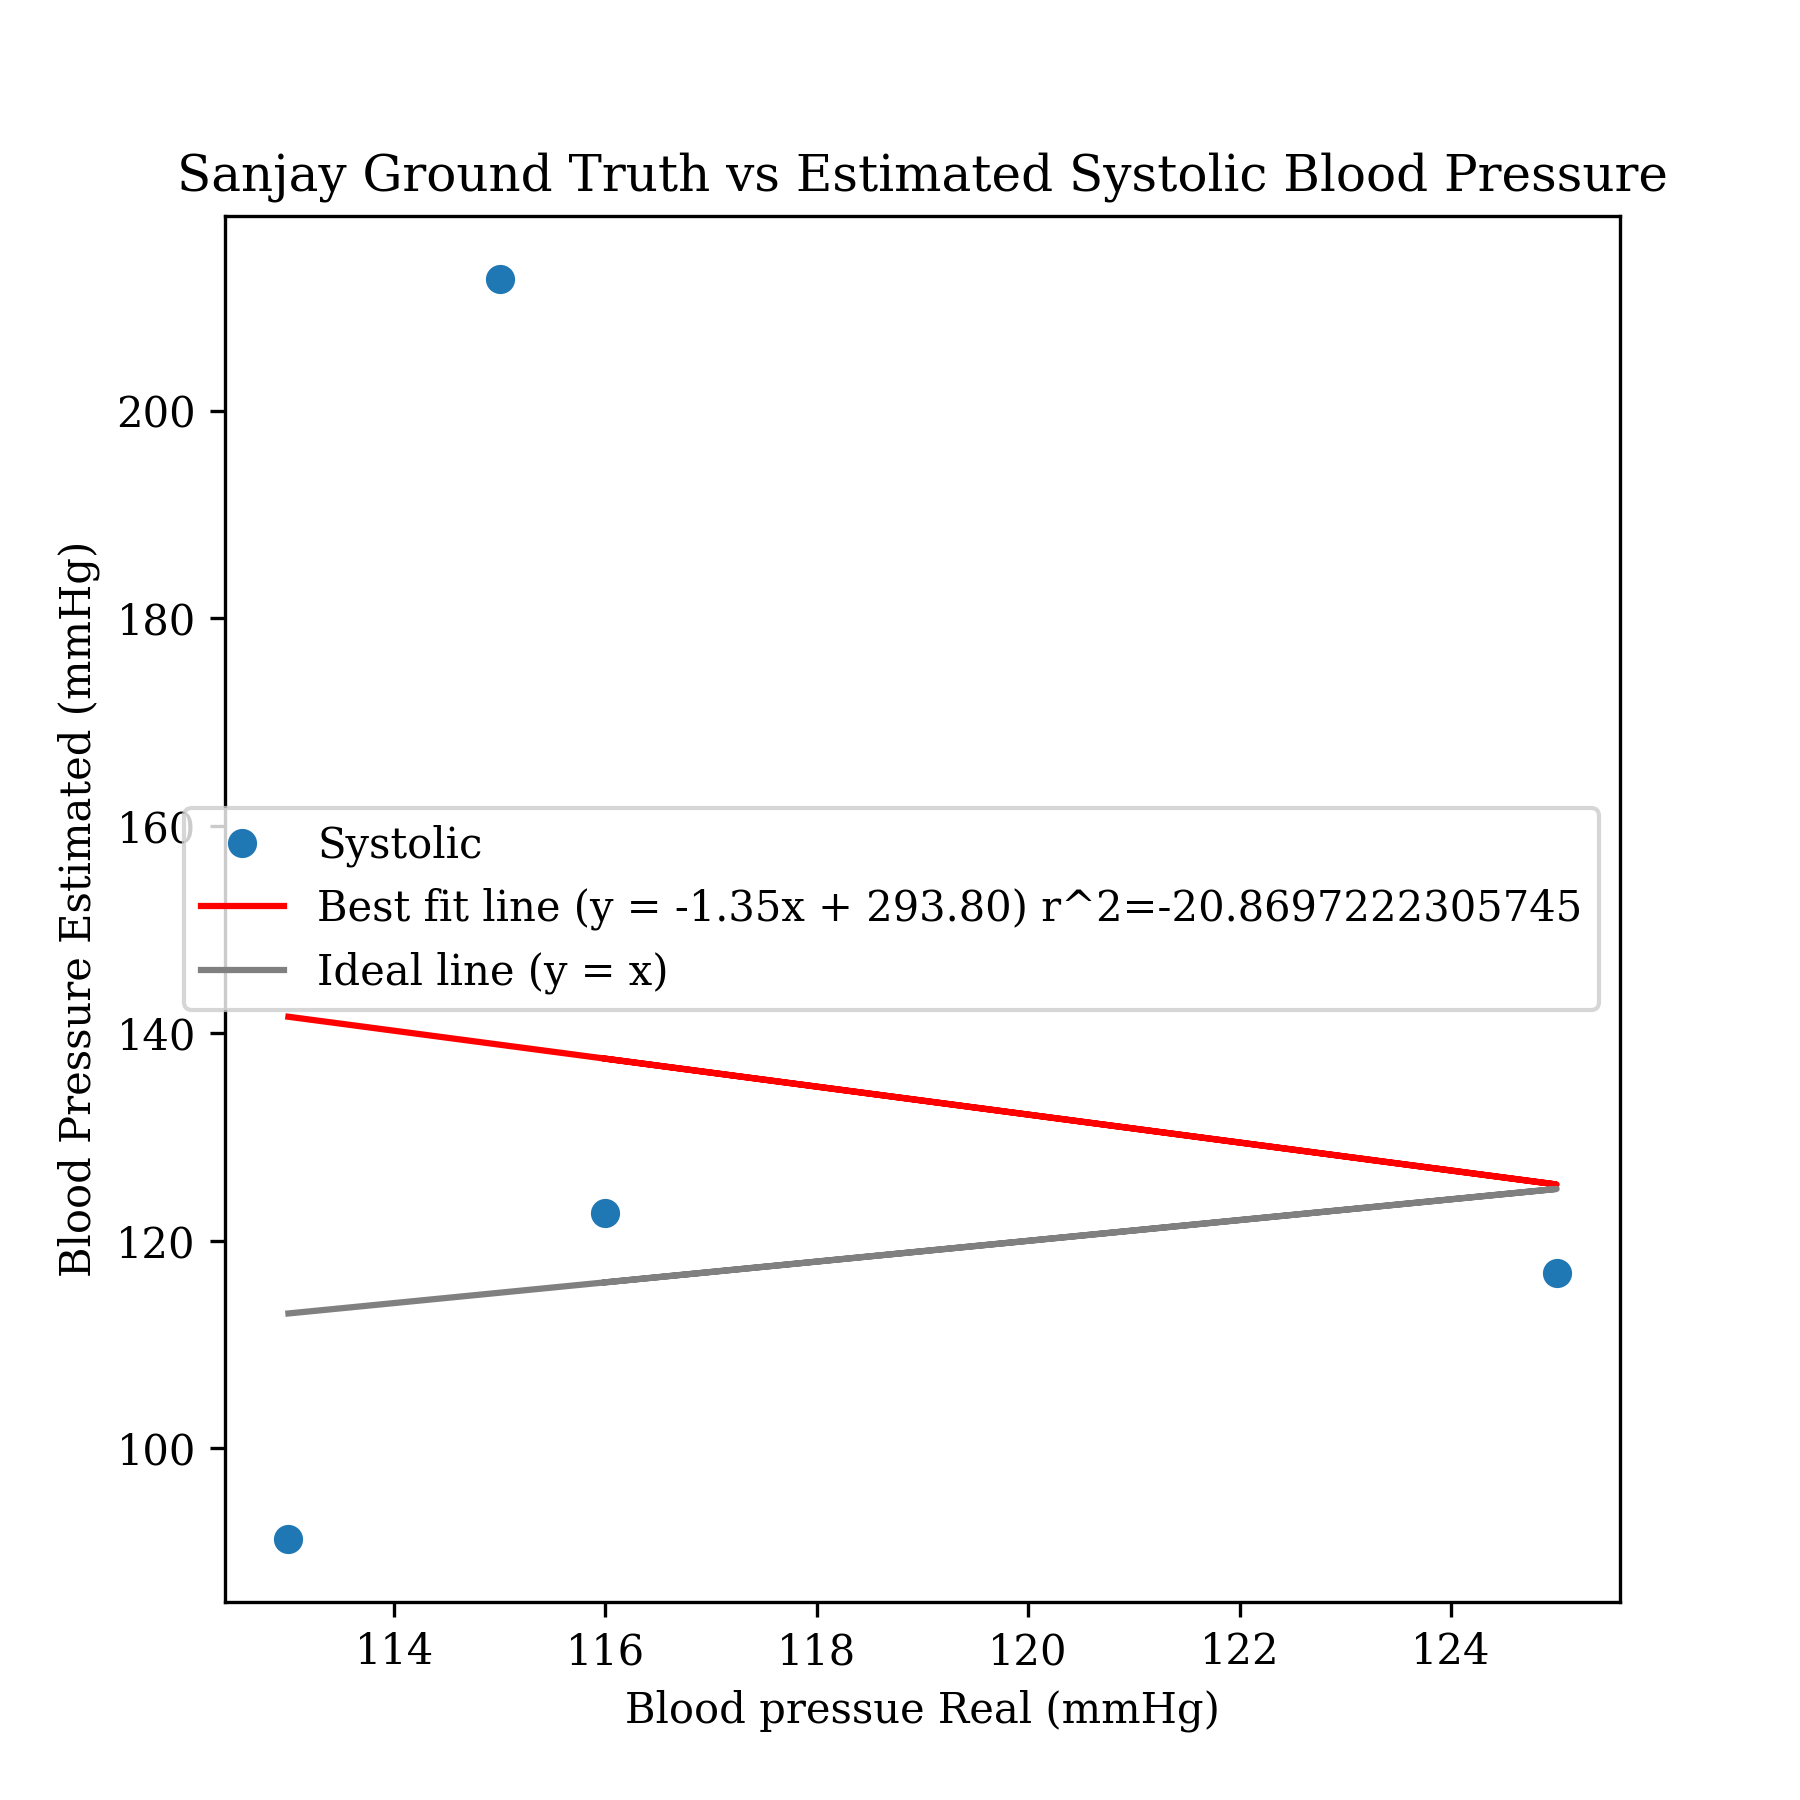 Sanjay Ground Truth vs Estimated Systolic Blood Pressure
Blood Pressure Estimated (mmHg)
200
180
160
140
120
100
Systolic
Best fit line (y = -1.35x + 293.80) r^2=-20.8697222305745
Ideal line (y = x)
114 116 118 120 122 124
Blood pressue Real (mmHg)